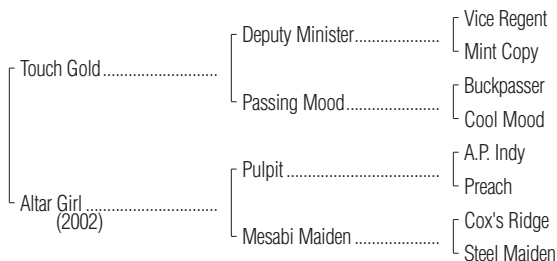 Vice Regent
Deputy Minister
Mint Copy
Touch Gold
Buckpasser
Passing Mood
Cool Mood
A.P. Indy
Pulpit
Preach
Altar Girl
(2002)
Cox's Ridge
Mesabi Maiden
Steel Maiden